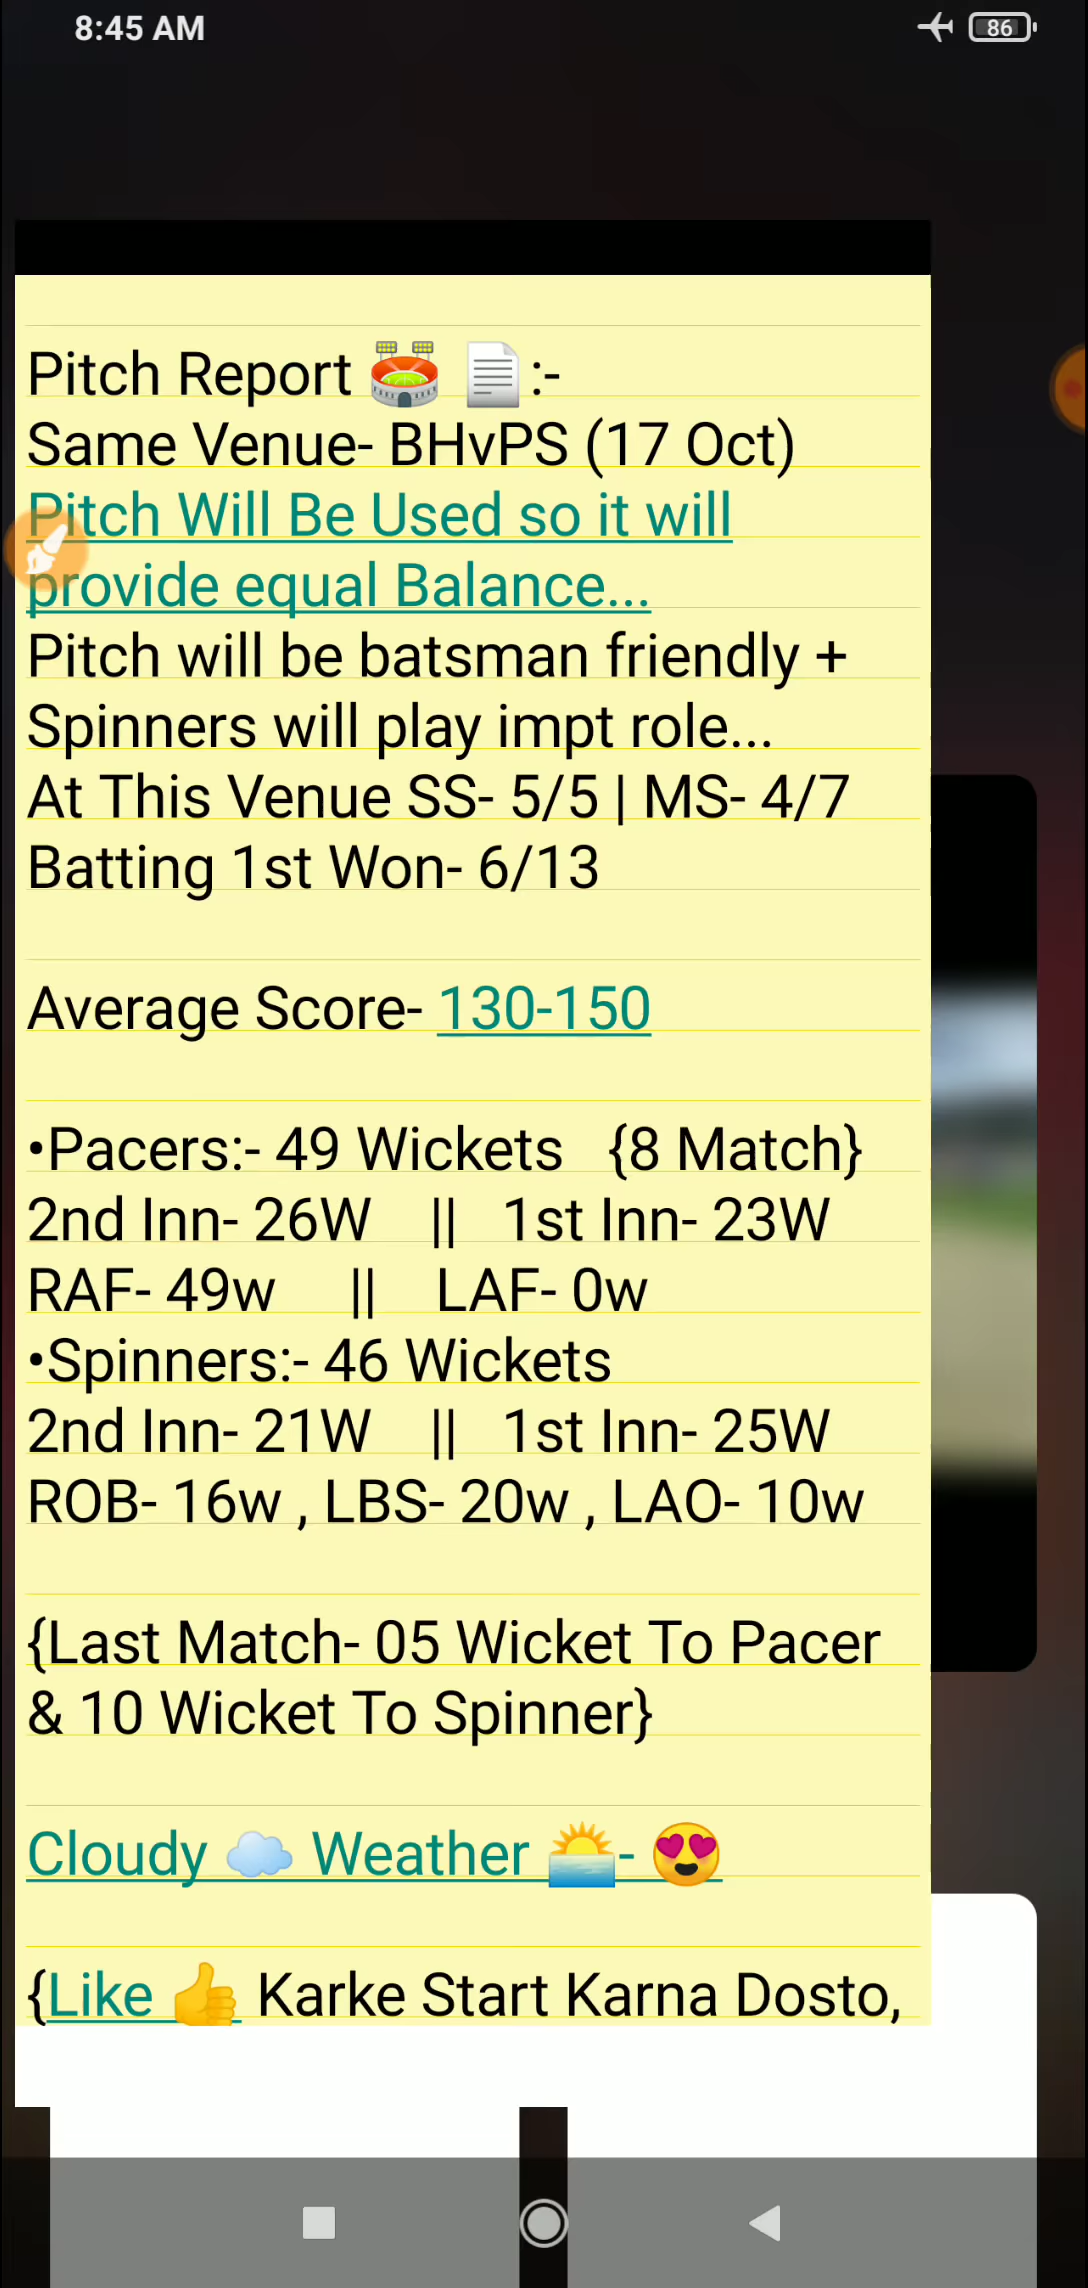 8:45 AM
86
Pitch Report 🏟️ 📄:-
Same Venue- BHvPS (17 Oct)
Pitch Will Be Used so it will
provide equal Balance...
Pitch will be batsman friendly +
Spinners will play impt role...
At This Venue SS- 5/5 | MS- 4/7
Batting 1st Won- 6/13
Average Score- 130-150
•Pacers:- 49 Wickets {8 Match}
2nd Inn- 26W || 1st Inn- 23W
RAF- 49w || LAF- 0w
•Spinners:- 46 Wickets
2nd Inn- 21W || 1st Inn- 25W
ROB- 16w , LBS- 20w , LAO- 10w
{Last Match- 05 Wicket To Pacer
& 10 Wicket To Spinner}
Cloudy ☁️ Weather 🌅- 😍
{Like 👍 Karke Start Karna Dosto,